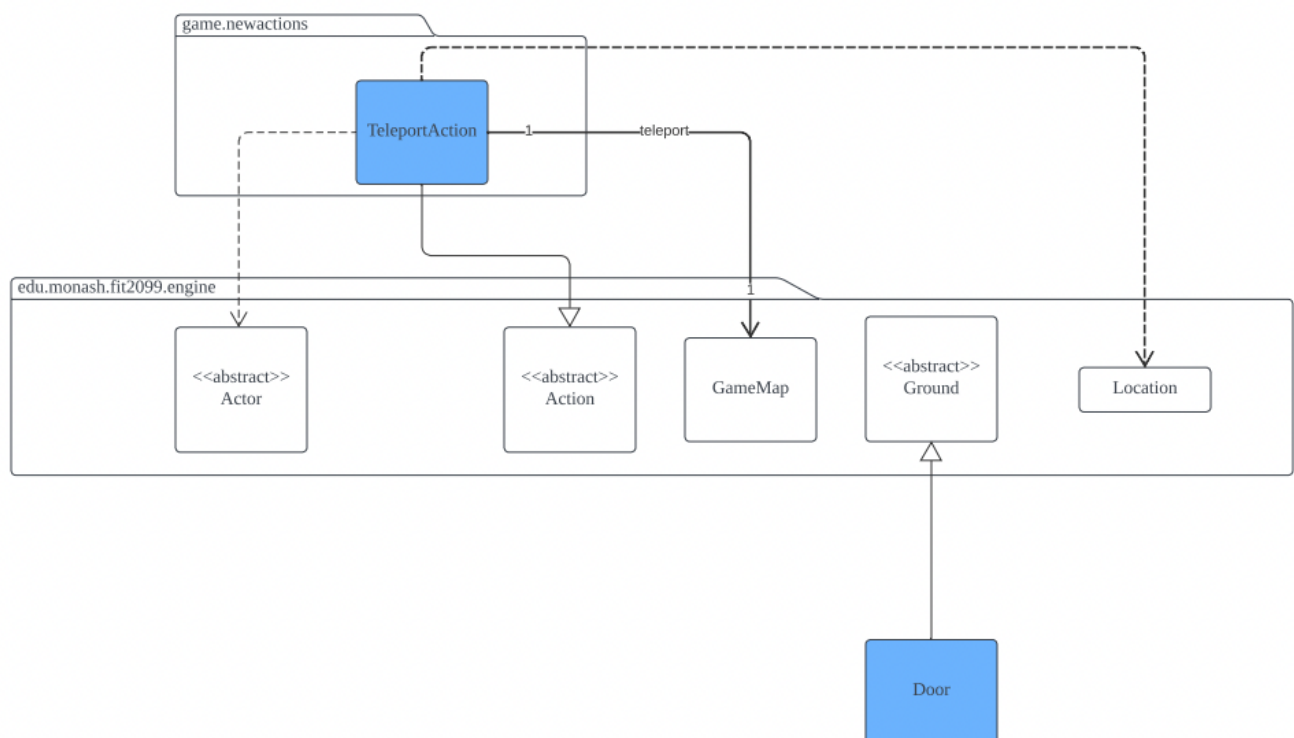 game.newactions
TeleportAction
1
teleport
edu.monash.fit2099.engine
1
<<abstract>>
Actor
<<abstract>>
Action
GameMap
<<abstract>>
Ground
Location
Door